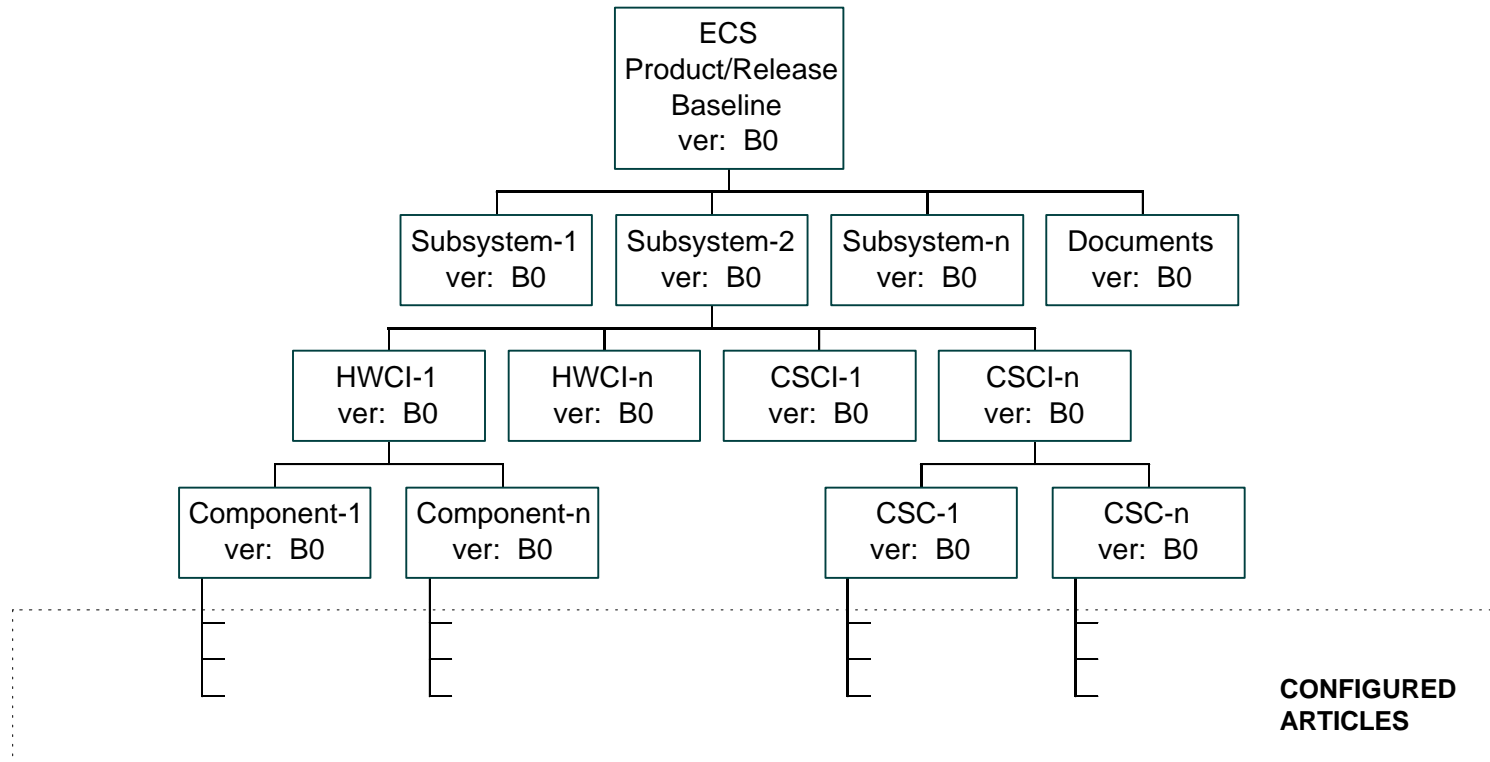 ECS
Product/Release
Baseline
ver: B0
Subsystem-1
ver: B0
Subsystem-2
ver: B0
Subsystem-n
ver: B0
Documents
ver: B0
HWCI-1
ver: B0
HWCI-n
ver: B0
CSCI-1
ver: B0
CSCI-n
ver: B0
Component-1
ver: B0
Component-n
ver: B0
CSC-1
ver: B0
CSC-n
ver: B0
CONFIGURED
ARTICLES